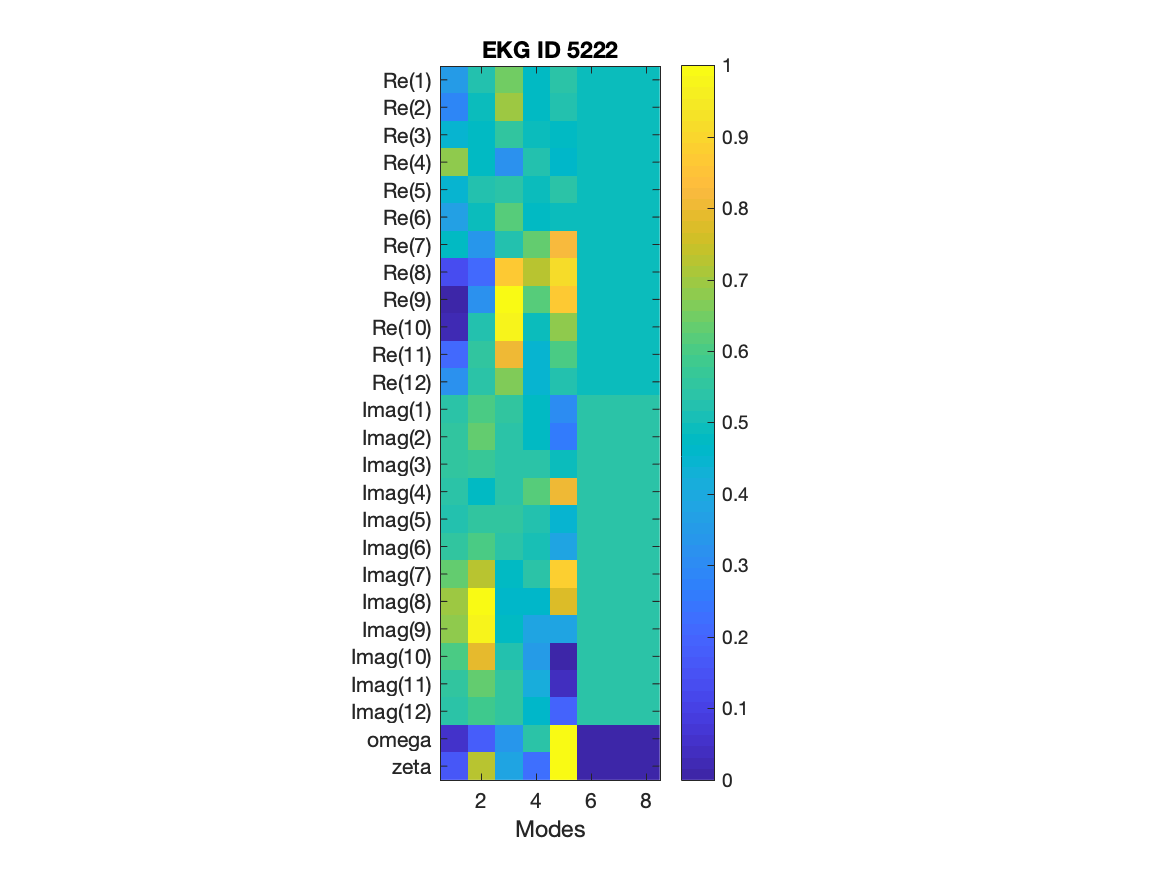 EKG ID 5222
Re(1)
Re(2)
Re(3)
Re(4)
Re(5)
Re(6)
Re(7)
Re(8)
Re(9)
Re(10)
Re(11)
Re(12)
Imag(1)
Imag(2)
Imag(3)
Imag(4)
Imag(5)
Imag(6)
Imag(7)
Imag(8)
Imag(9)
Imag(10)
Imag(11)
Imag(12)
omega
zeta
2 4 6 8
Modes
1
0.9
0.8
0.7
0.6
0.5
0.4
0.3
0.2
0.1
0